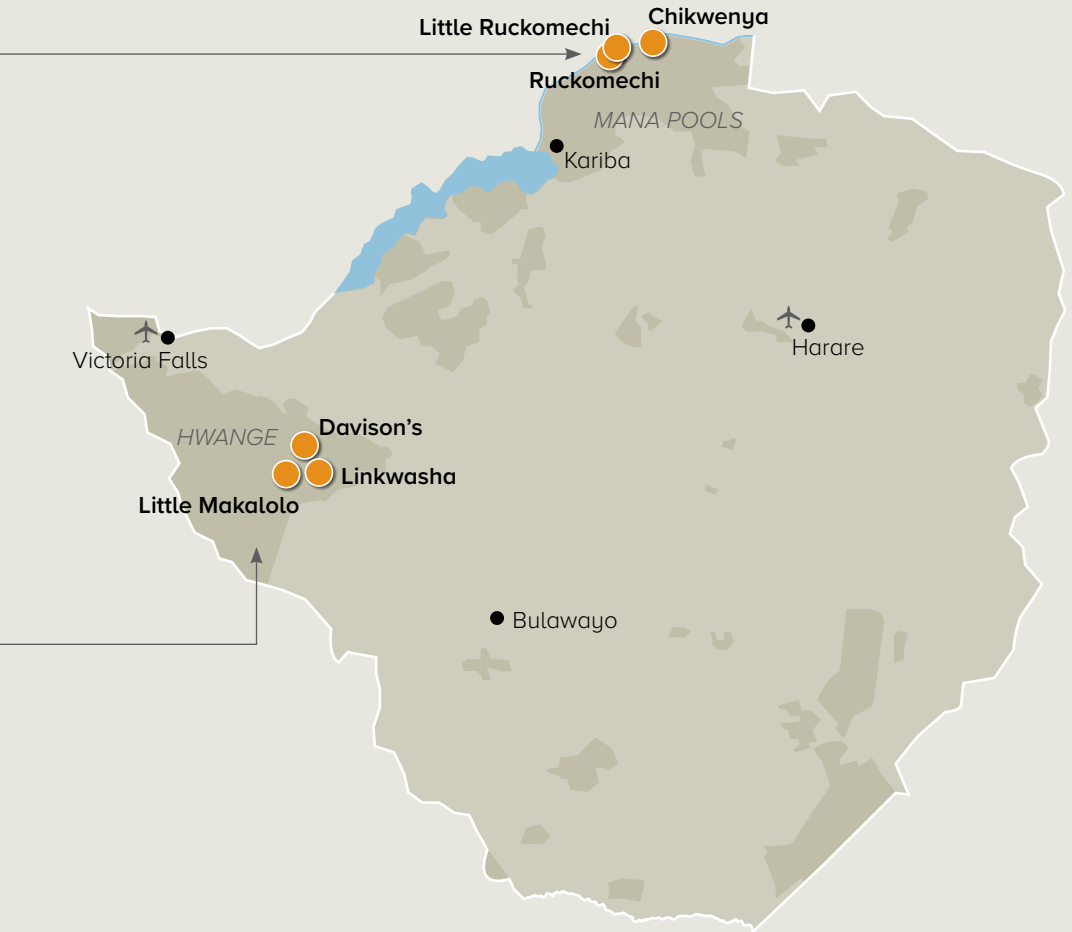 Chikwenya
Little Ruckomechi
Ruckomechi
MANA POOLS
Kariba
Harare
Victoria Falls
Davison's
HWANGE
Linkwasha
Little Makalolo
Bulawayo